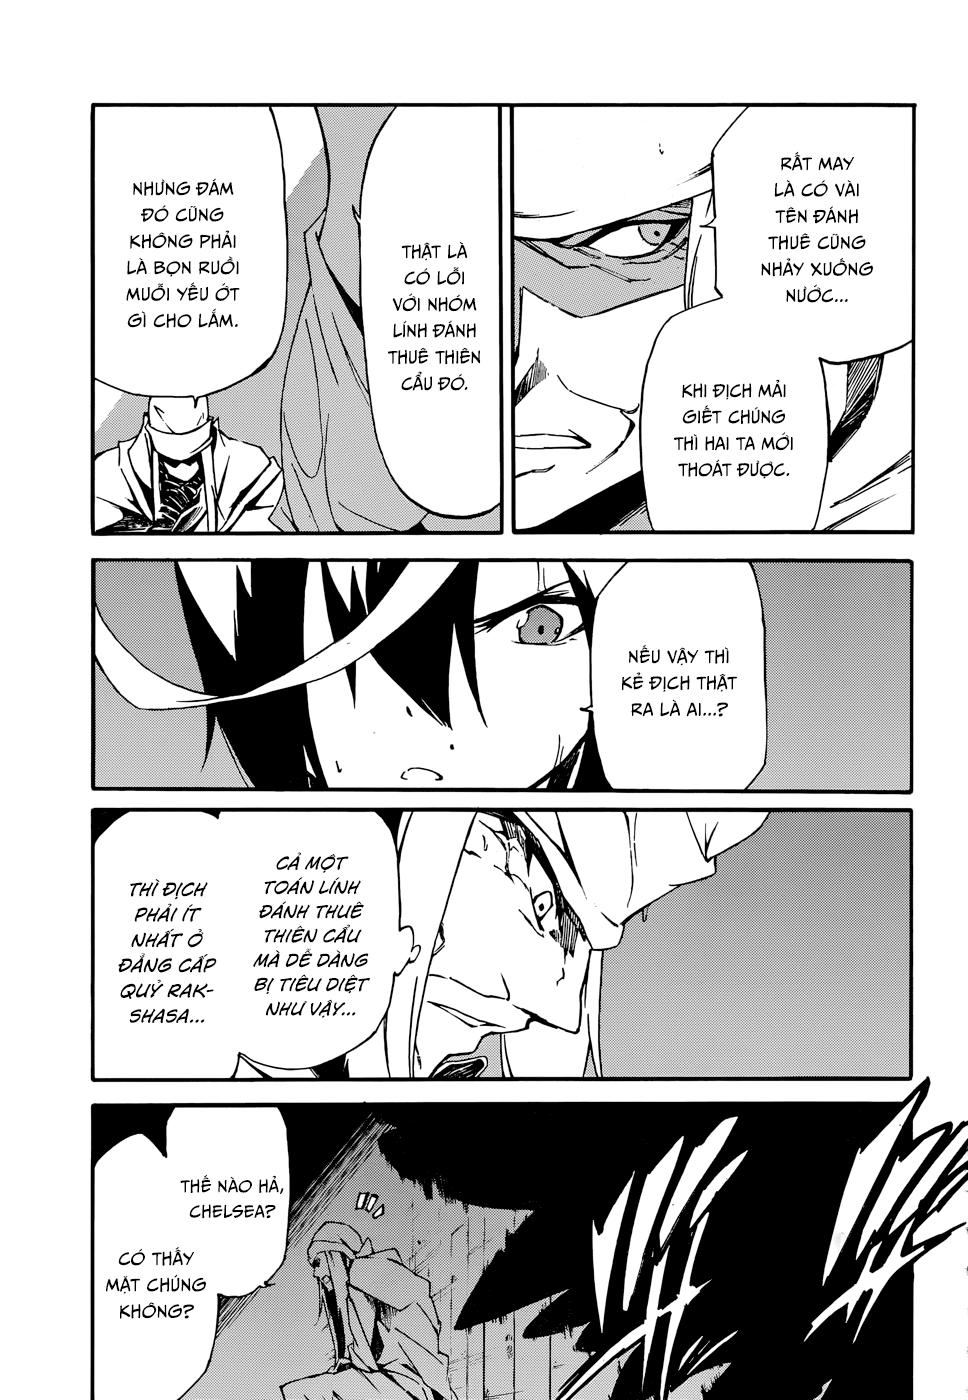 RẤT MAY
LÀ CÓ VÀI
TÊN ĐÁNH
THUÊ CŨNG
NHẢY XUỐNG
NƯỚC...
KHI ĐỊCH MẢI
GIẾT CHÚNG
THÌ HAI TA MỚI
THOÁT ĐƯỢC.
THẬT LÀ
CÓ LỖI
VỚI NHÓM
LÍNH ĐÁNH
THUÊ THIÊN
CẨU ĐÓ.
NHƯNG ĐÁM
ĐÓ CŨNG
KHÔNG PHẢI
LÀ BỌN RUỒI
MUỖI YẾU ỚT
GÌ CHO LẮM.
NẾU VẬY THÌ
KẺ ĐỊCH THẬT
RA LÀ AI...?
CẢ MỘT
TOÁN LÍNH
ĐÁNH THUÊ
THIÊN CẨU
MÀ DỄ DÀNG
BỊ TIÊU DIỆT
NHƯ VẬY...
THÌ ĐỊCH
PHẢI ÍT
NHẤT Ở
ĐẲNG CẤP
QUỶ RAK-
SHASA...
THẾ NÀO HẢ,
CHELSEA?
CÓ THẤY
MẶT CHÚNG
KHÔNG?